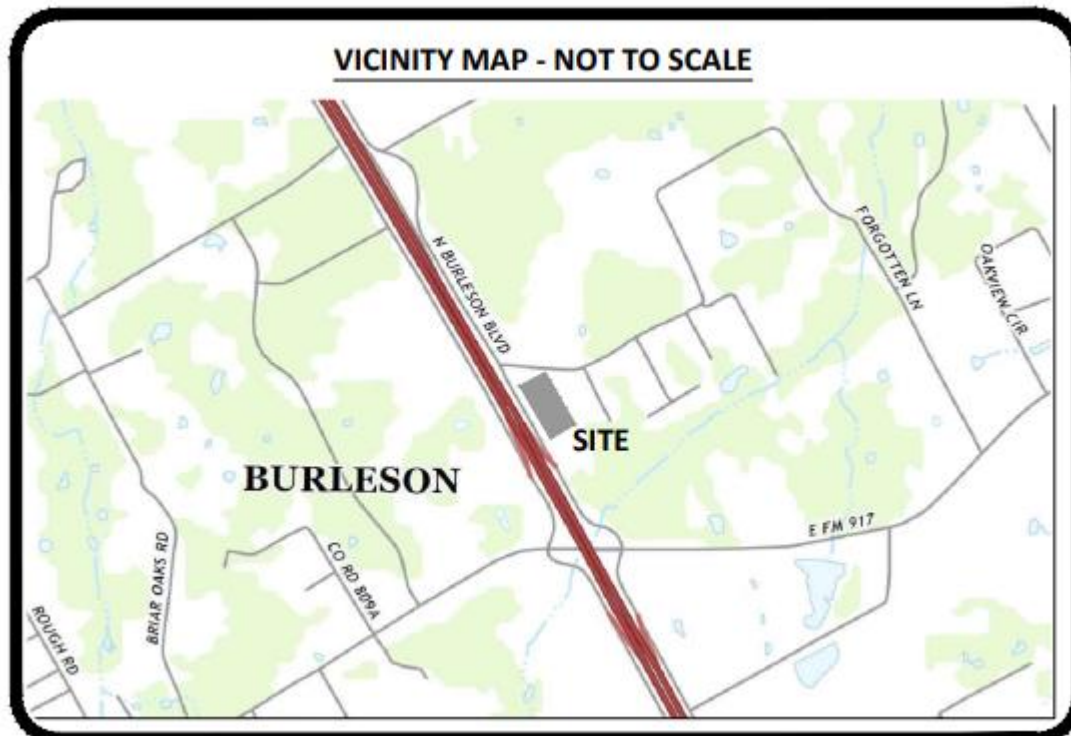 VICINITY MAP - NOT TO SCALE
N BURLESON BLVD
FORGOTTEN LN
OAKVIEW CIR
SITE
BURLESON
E FM 917
BRIAR OAKS RD
CO RD 809A
ROUGH RD